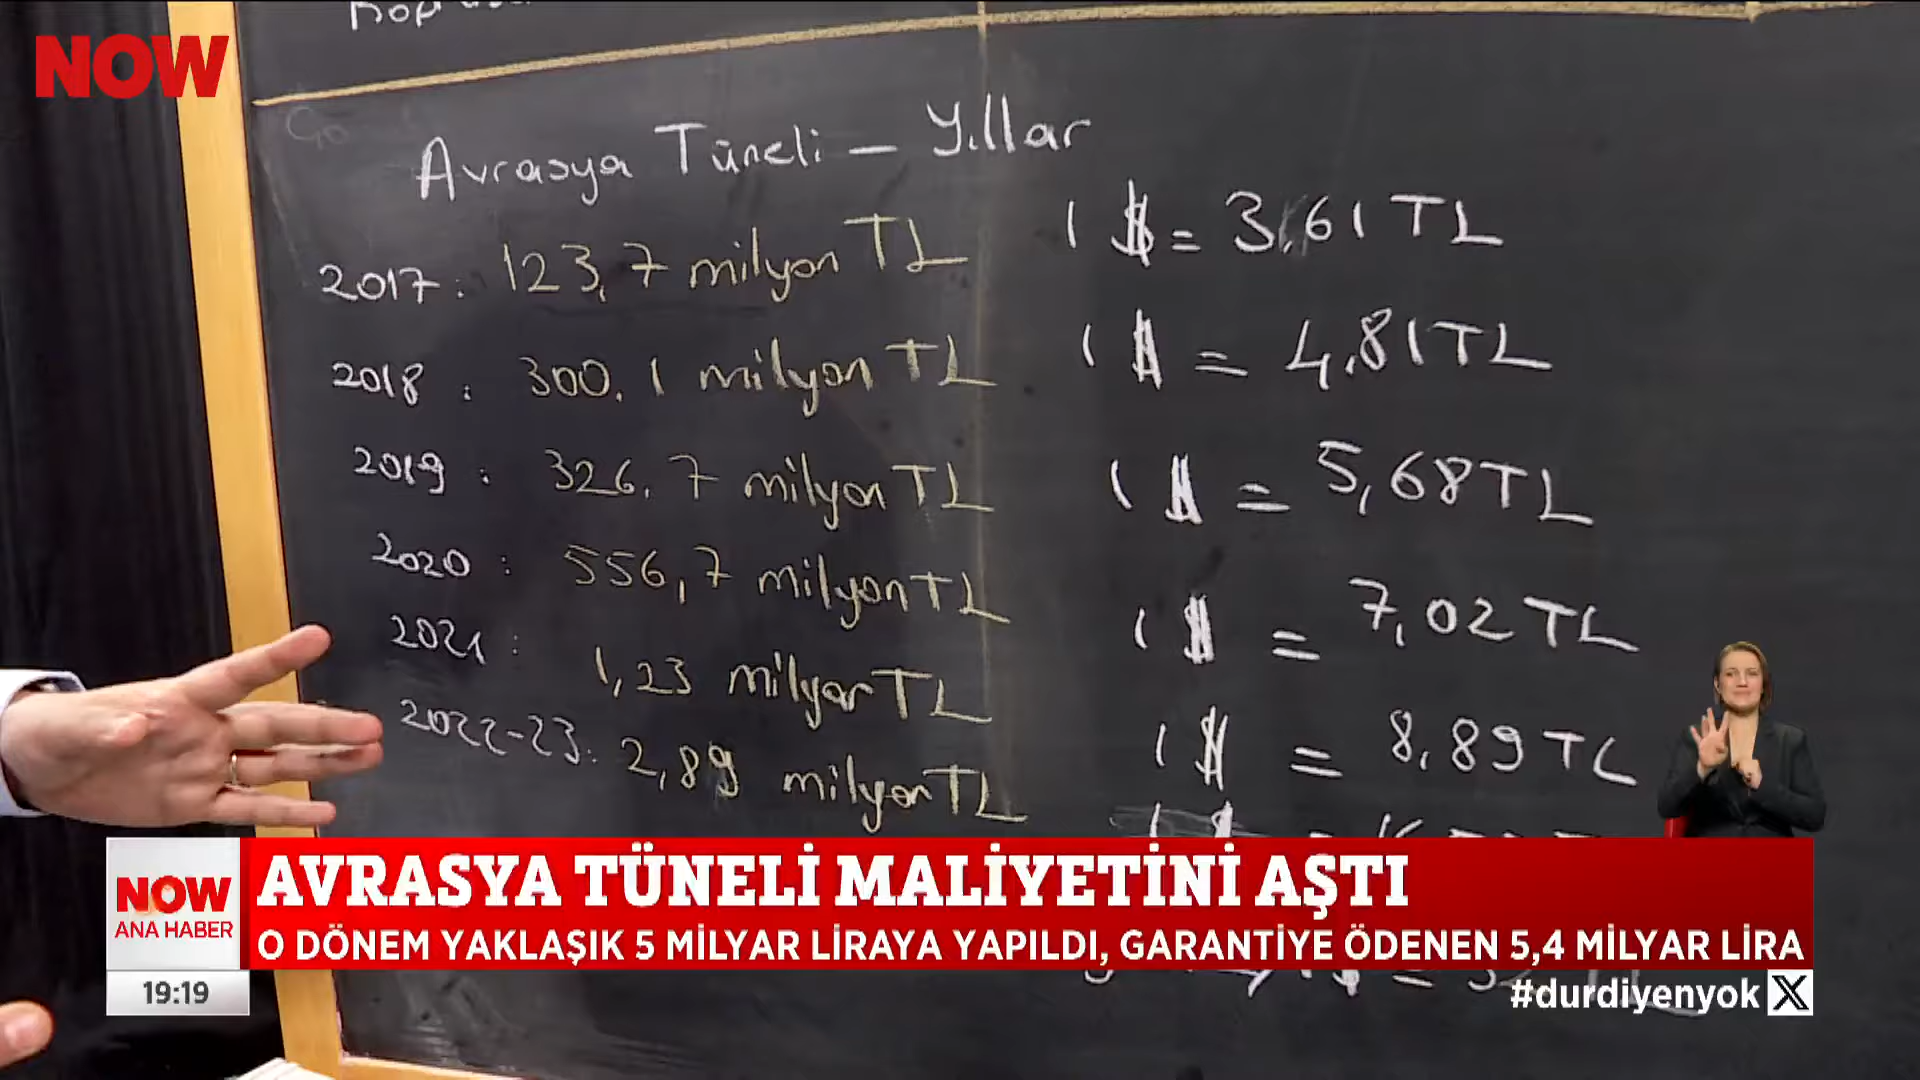 NOW
Avrasya Tüneli - Yıllar
2017: 123,7 milyon TL 1 $ = 3,61 TL
2018: 300.1 milyon TL 1 $ = 4,81 TL
2019: 326.7 milyon TL 1 $ = 5,68 TL
2020: 556,7 milyon TL 1 $ = 7,02 TL
2021: 1,23 milyar TL 1 $ = 8,89 TL
2022-23: 2,89 milyon TL
NOW
ANA HABER
AVRASYA TÜNELİ MALİYETİNİ AŞTI
O DÖNEM YAKLAŞIK 5 MİLYAR LİRAYA YAPILDI, GARANTİYE ÖDENEN 5,4 MİLYAR LİRA
19:19
#durdiyenyok X